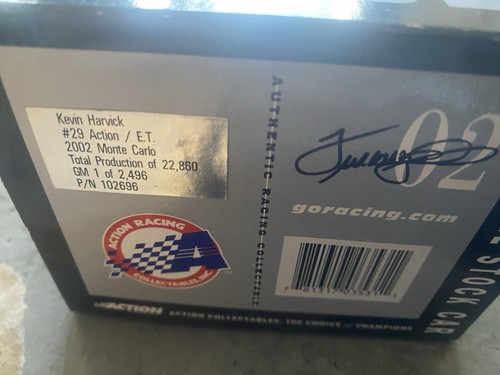 Kevin Harvick
#29 Action / E.T.
2002 Monte Carlo
Total Production of 22,860
GM 1 of 2,496
P/N 102696
ACTION RACING
COLLECTABLES, INC.
ACTION
ACTION COLLECTABLES, THE CHOICE OF CHAMPIONS
AUTHENTIC RACING COLLECTABLE
02
goracing.com
STOCK CAR